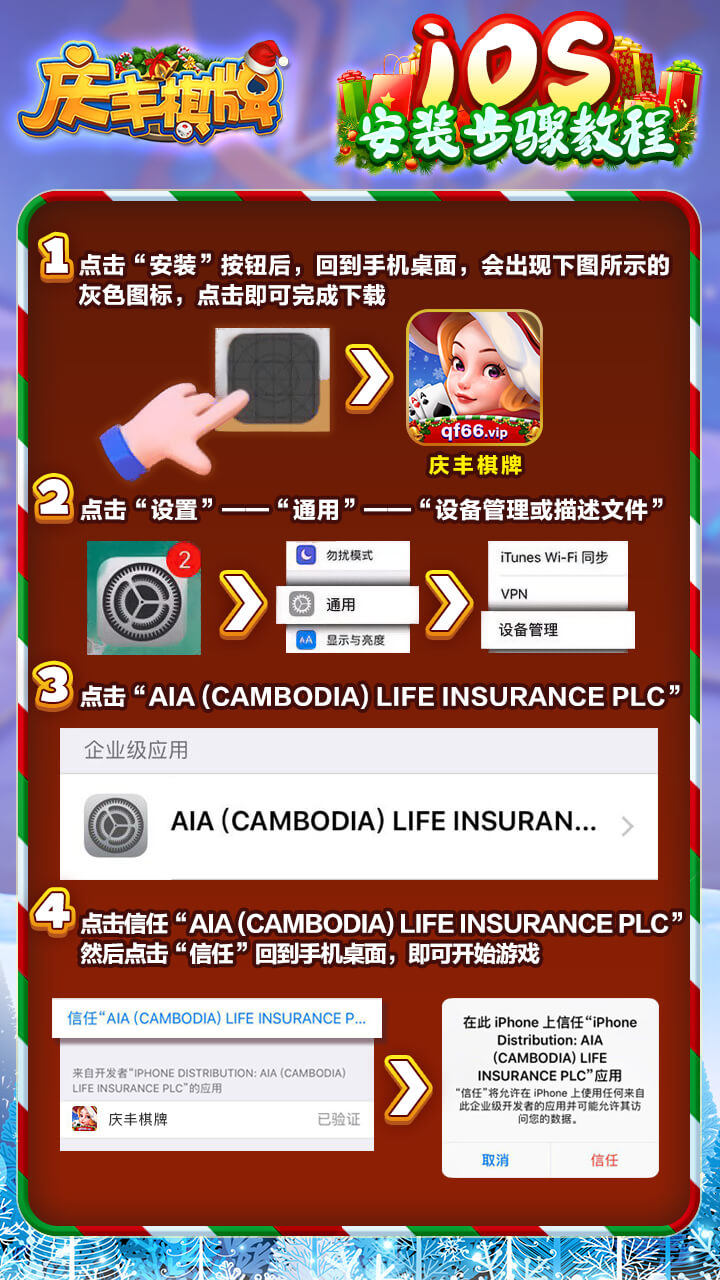 庆丰棋牌
iOS
安装步骤教程
1
点击“安装”按钮后，回到手机桌面，会出现下图所示的
灰色图标，点击即可完成下载
qf66.vip
庆丰棋牌
2
点击“设置”——“通用”——“设备管理或描述文件”
2
勿扰模式
通用
AA
显示与亮度
iTunes Wi-Fi 同步
VPN
设备管理
3
点击“AIA (CAMBODIA) LIFE INSURANCE PLC”
企业级应用
AIA (CAMBODIA) LIFE INSURAN...
4
点击信任“AIA (CAMBODIA) LIFE INSURANCE PLC”
然后点击“信任”回到手机桌面，即可开始游戏
信任“AIA (CAMBODIA) LIFE INSURANCE P...
来自开发者“IPHONE DISTRIBUTION: AIA (CAMBODIA)
LIFE INSURANCE PLC”的应用
庆丰棋牌
已验证
在此 iPhone 上信任“iPhone
Distribution: AIA
(CAMBODIA) LIFE
INSURANCE PLC”应用
“信任”将允许在 iPhone 上使用任何来自
此企业级开发者的应用并可能允许其访
问您的数据。
取消
信任